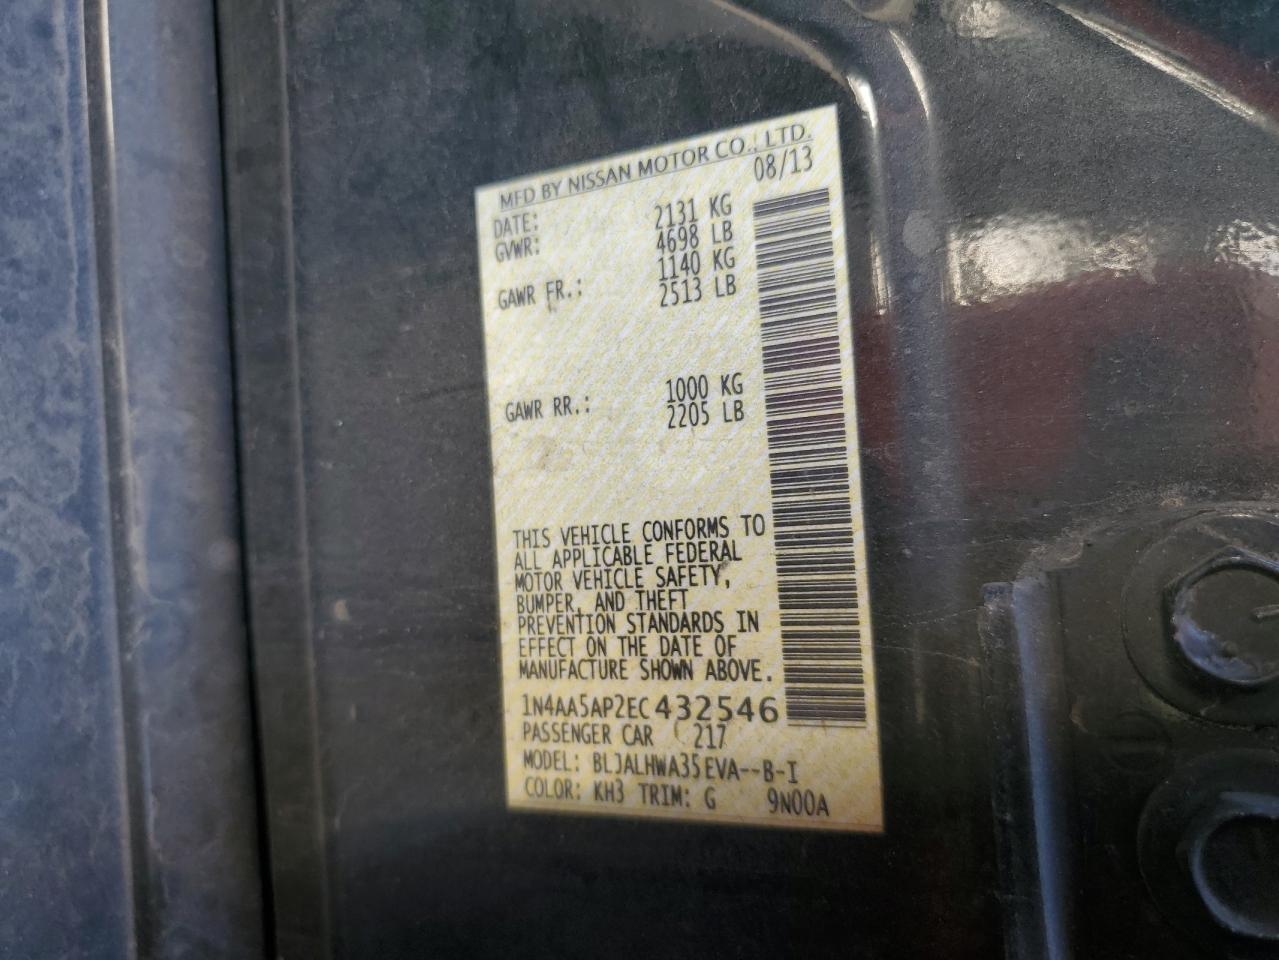 MFD BY NISSAN MOTOR CO., LTD.
DATE: 08/13
GVWR: 2131 KG
4698 LB
GAWR FR.: 1140 KG
2513 LB
GAWR RR.: 1000 KG
2205 LB
THIS VEHICLE CONFORMS TO
ALL APPLICABLE FEDERAL
MOTOR VEHICLE SAFETY,
BUMPER, AND THEFT
PREVENTION STANDARDS IN
EFFECT ON THE DATE OF
MANUFACTURE SHOWN ABOVE.
1N4AA5AP2EC432546
PASSENGER CAR 217
MODEL: BLJALHWA35EVA--B-I
COLOR: KH3 TRIM: G 9N00A